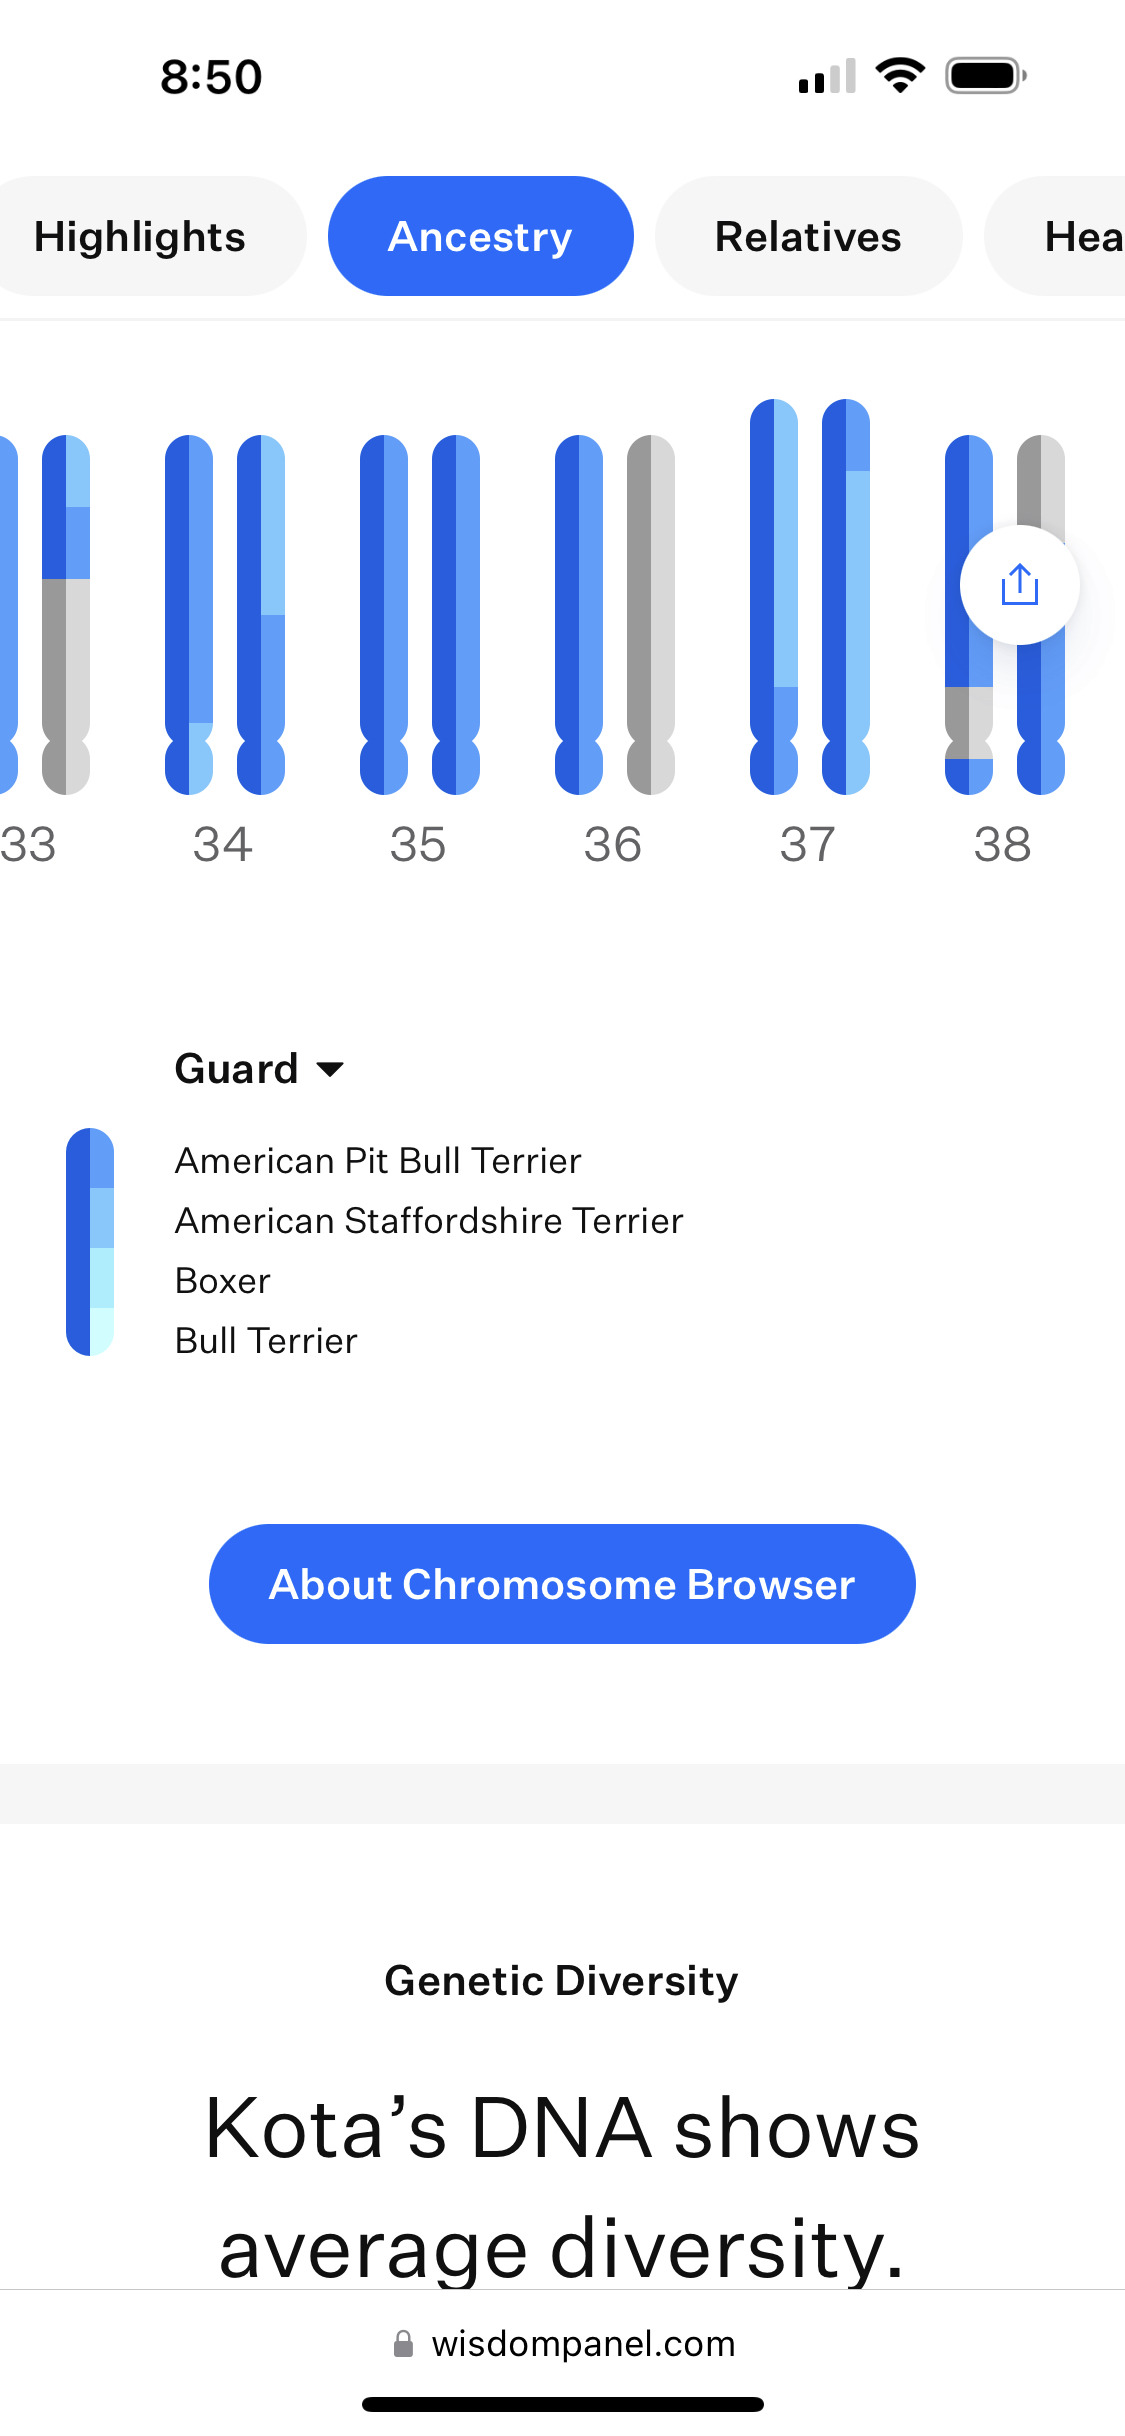 8:50
Highlights
Ancestry
Relatives
Hea
33
34
35
36
37
38
Guard
American Pit Bull Terrier
American Staffordshire Terrier
Boxer
Bull Terrier
About Chromosome Browser
Genetic Diversity
Kota’s DNA shows
average diversity.
wisdompanel.com